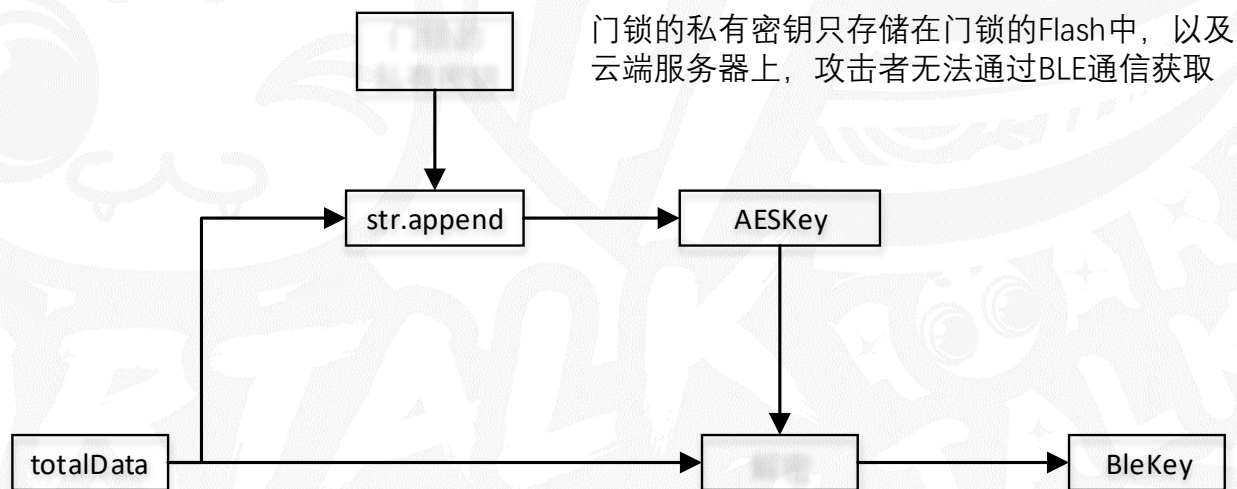 门锁的私有密钥只存储在门锁的Flash中，以及
云端服务器上，攻击者无法通过BLE通信获取
str.append
AESKey
totalData
BleKey